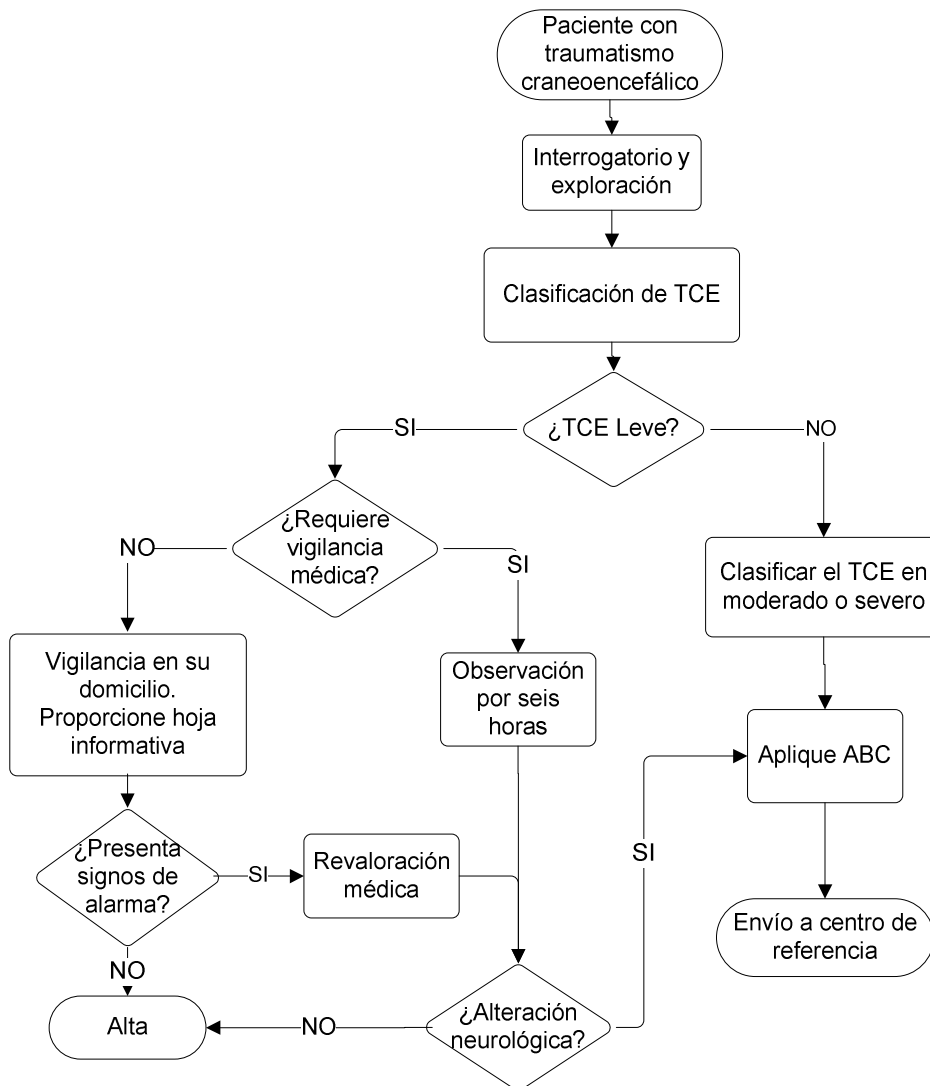 Paciente con
traumatismo
craneoencefálico
Interrogatorio y
exploración
Clasificación de TCE
¿TCE Leve?
SI
NO
¿Requiere
vigilancia
médica?
NO
SI
Clasificar el TCE en
moderado o severo
Vigilancia en su
domicilio.
Proporcione hoja
informativa
Observación
por seis
horas
Aplique ABC
¿Presenta
signos de
alarma?
SI
Revaloración
médica
SI
Envío a centro de
referencia
NO
Alta
NO
¿Alteración
neurológica?